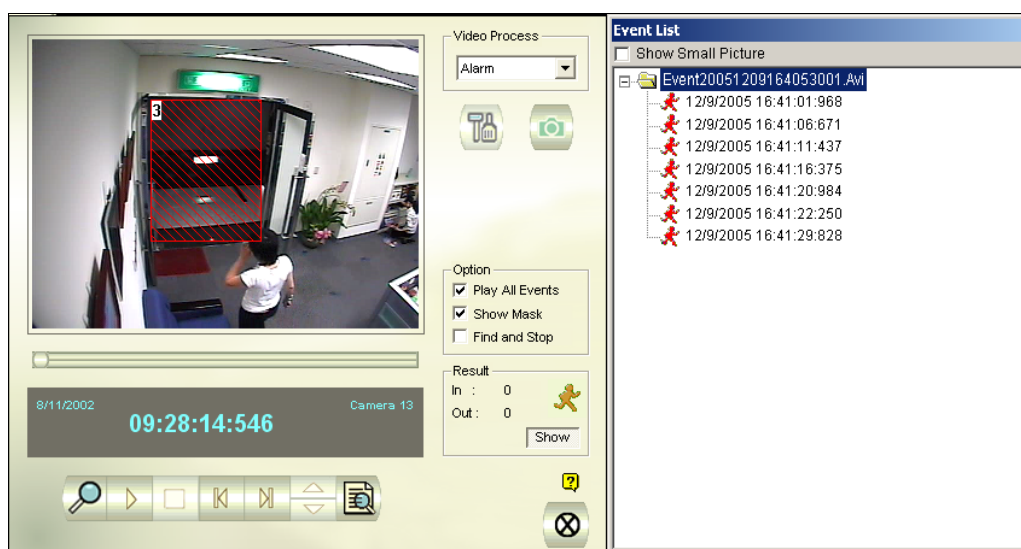 Video Process
Alarm
3
Option
Play All Events
Show Mask
Find and Stop
Result
In : 0
Out : 0
Show
8/11/2002
Camera 13
09:28:14:546
?
Event List
Show Small Picture
Event20051209164053001.Avi
12/9/2005 16:41:01:968
12/9/2005 16:41:06:671
12/9/2005 16:41:11:437
12/9/2005 16:41:16:375
12/9/2005 16:41:20:984
12/9/2005 16:41:22:250
12/9/2005 16:41:29:828